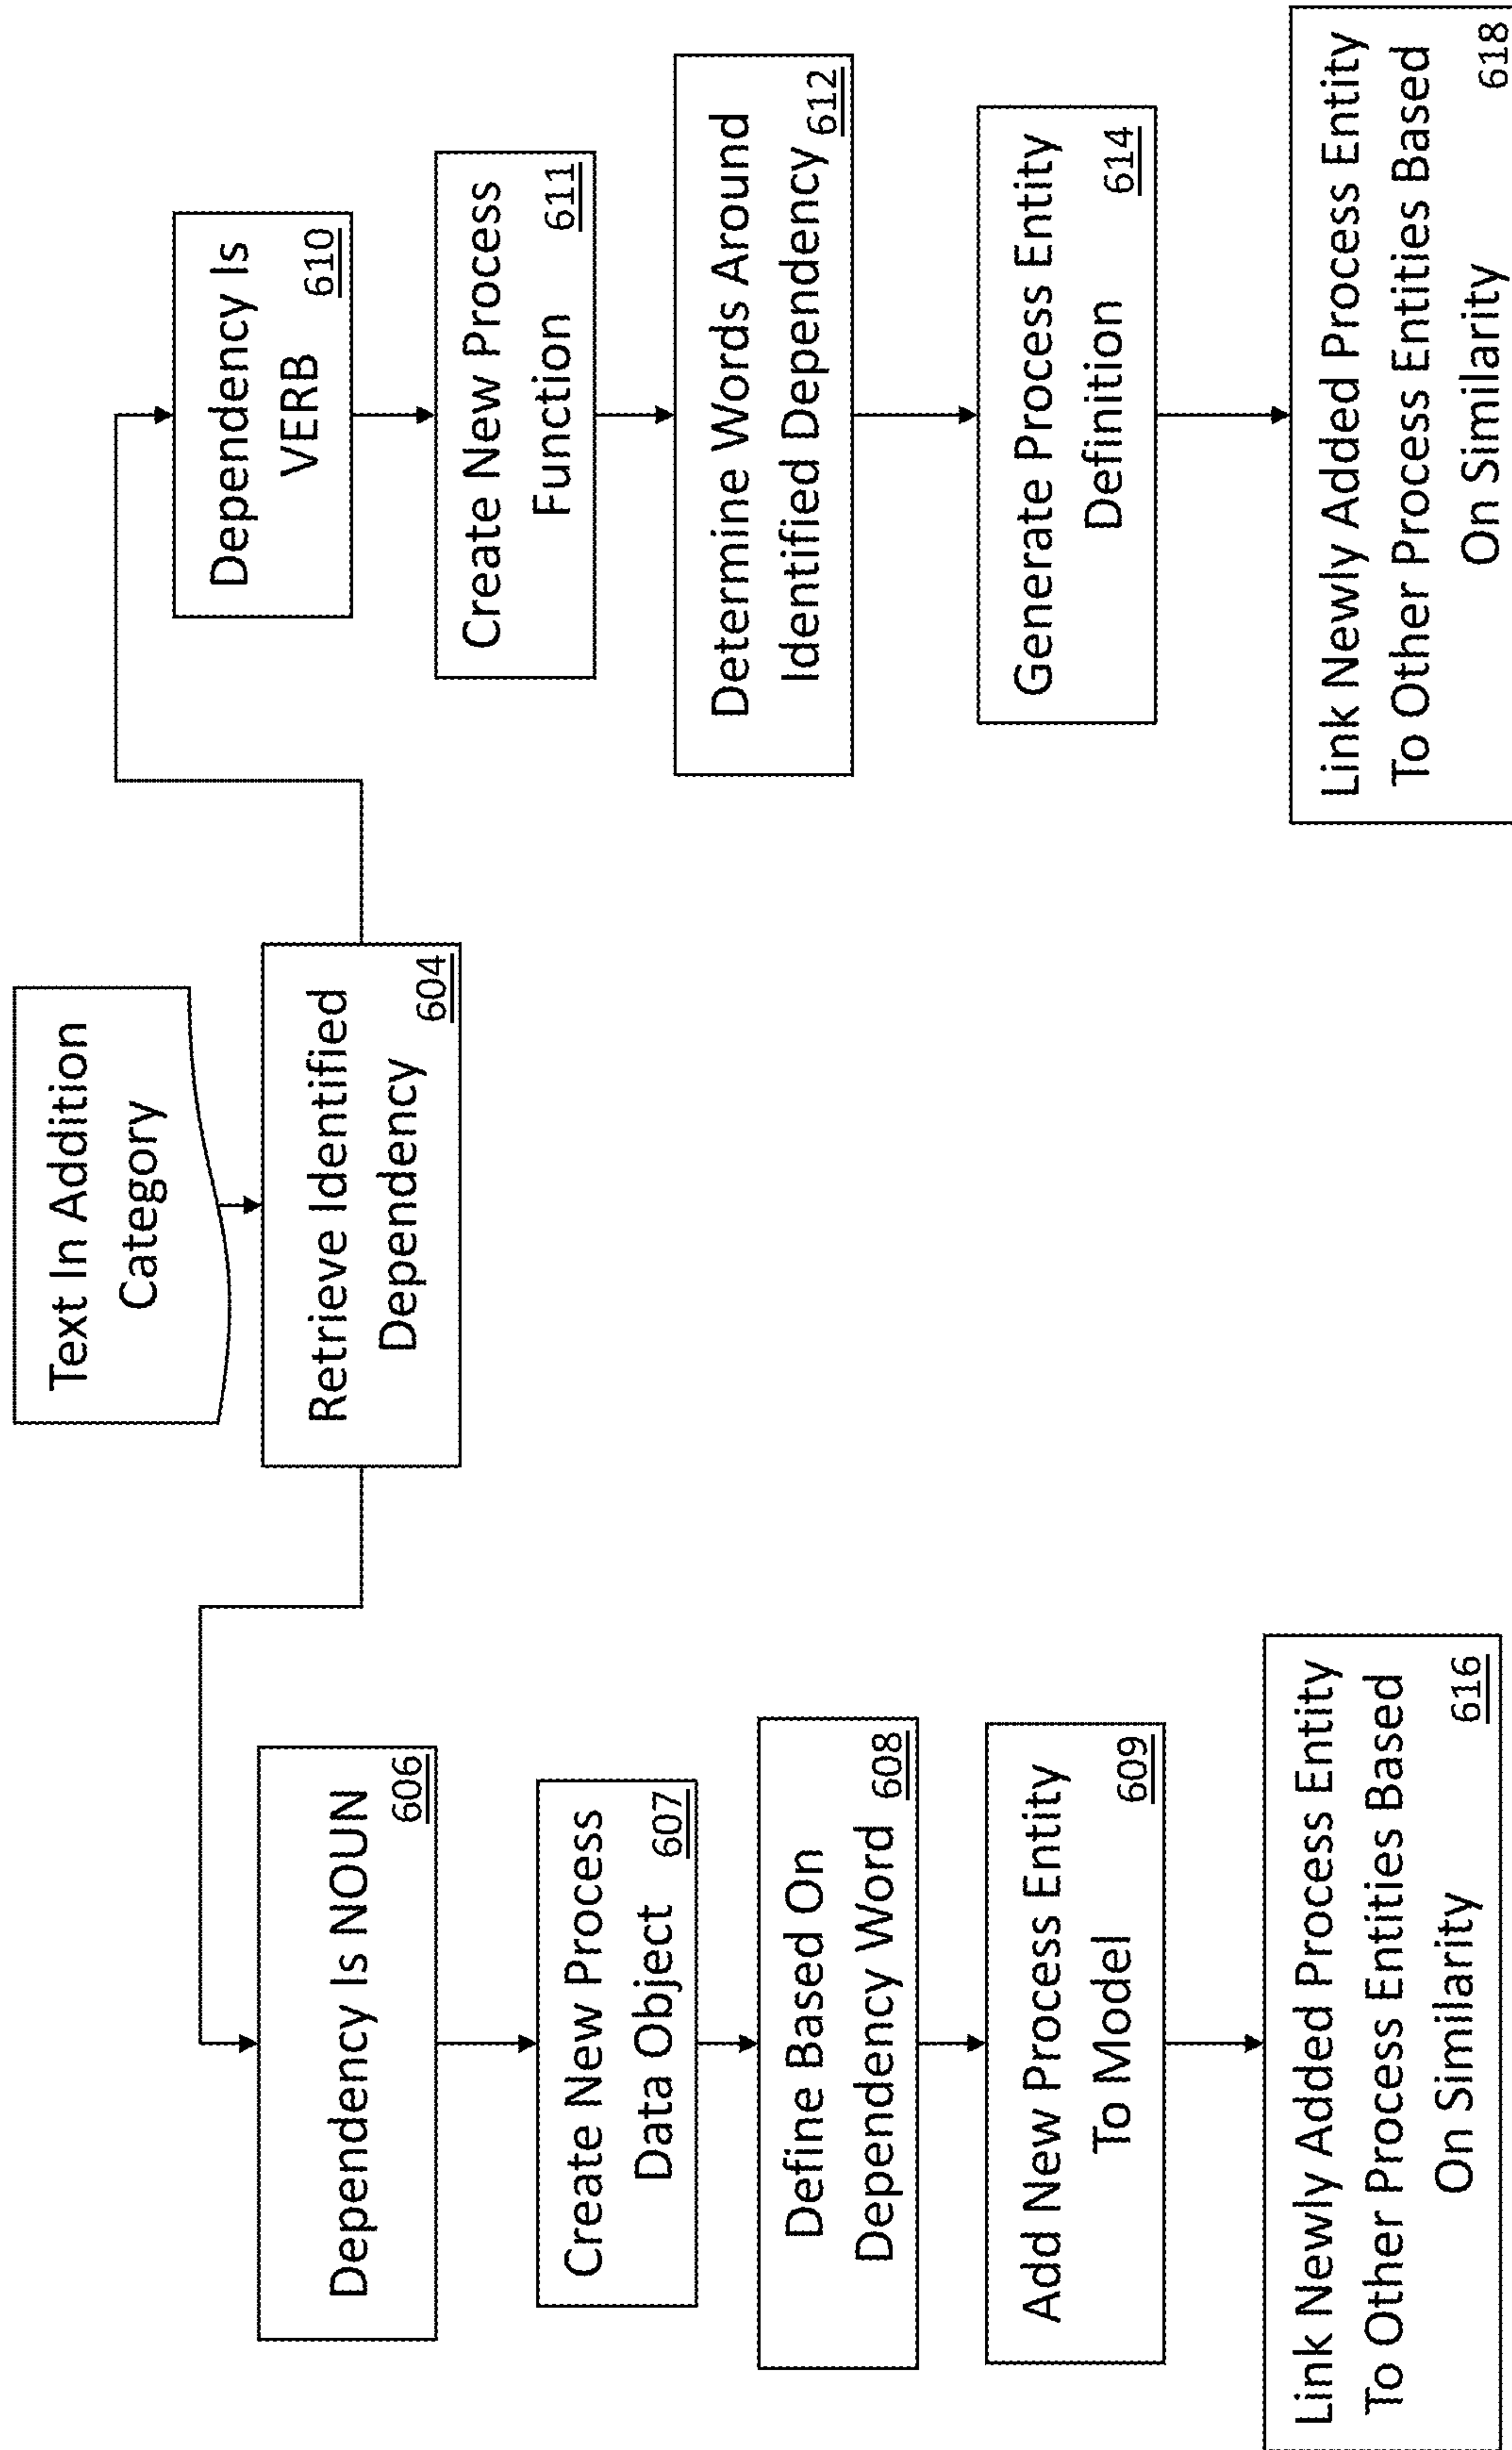 Text In Addition
Category
Retrieve Identified
Dependency
604
Dependency Is NOUN
606
Create New Process
Data Object
607
Define Based On
Dependency Word
608
Add New Process Entity
To Model
609
Link Newly Added Process Entity
To Other Process Entities Based
On Similarity
616
Dependency Is
VERB
610
Create New Process
Function
611
Determine Words Around
Identified Dependency
612
Generate Process Entity
Definition
614
Link Newly Added Process Entity
To Other Process Entities Based
On Similarity
618